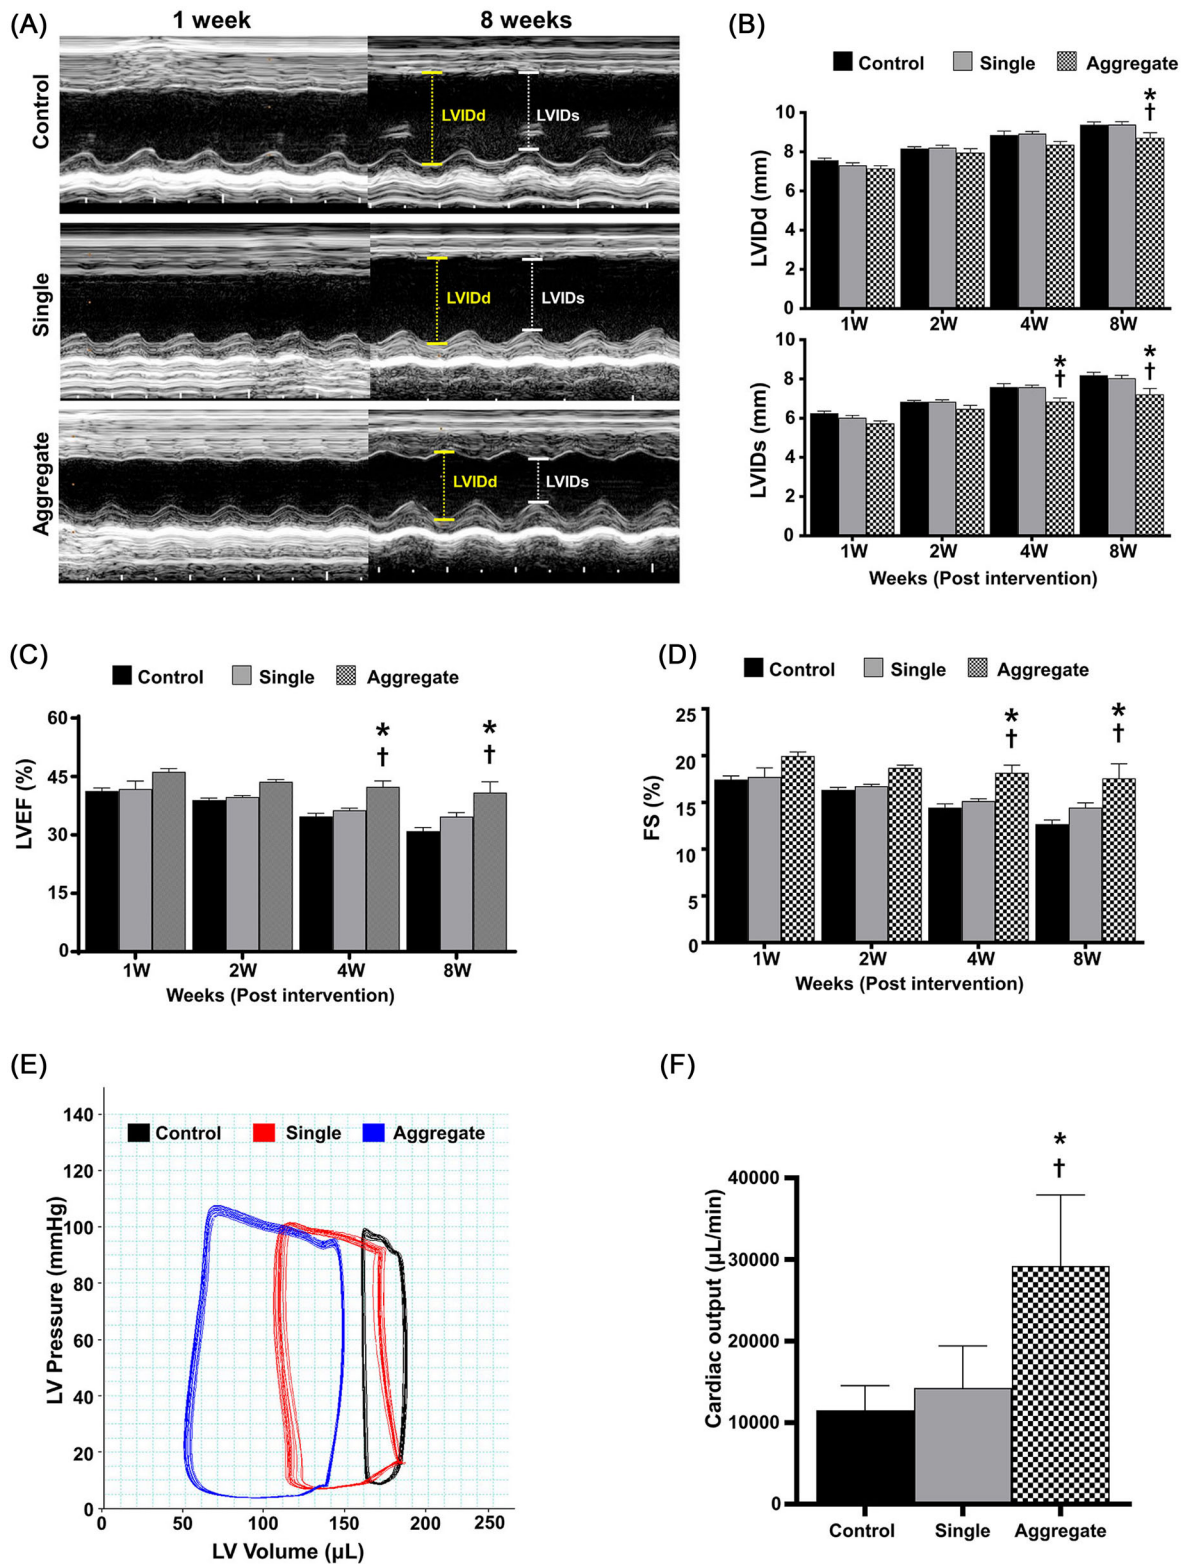 (A)
1 week
8 weeks
Control
LVIDd
LVIDs
Single
LVIDd
LVIDs
Aggregate
LVIDd
LVIDs
(B)
Control Single Aggregate
LVIDd (mm)
10
8
6
4
2
0
*
†
1W 2W 4W 8W
LVIDs (mm)
10
8
6
4
2
0
*
†
*
†
1W 2W 4W 8W
Weeks (Post intervention)
(C)
Control Single Aggregate
LVEF (%)
60
45
30
15
0
*
†
*
†
1W 2W 4W 8W
Weeks (Post intervention)
(D)
Control Single Aggregate
FS (%)
25
20
15
10
5
0
*
†
*
†
1W 2W 4W 8W
Weeks (Post intervention)
(E)
Control Single Aggregate
LV Pressure (mmHg)
140
120
100
80
60
40
20
0
0 50 100 150 200 250
LV Volume (µL)
(F)
Cardiac output (µL/min)
40000
30000
20000
10000
0
*
†
Control Single Aggregate